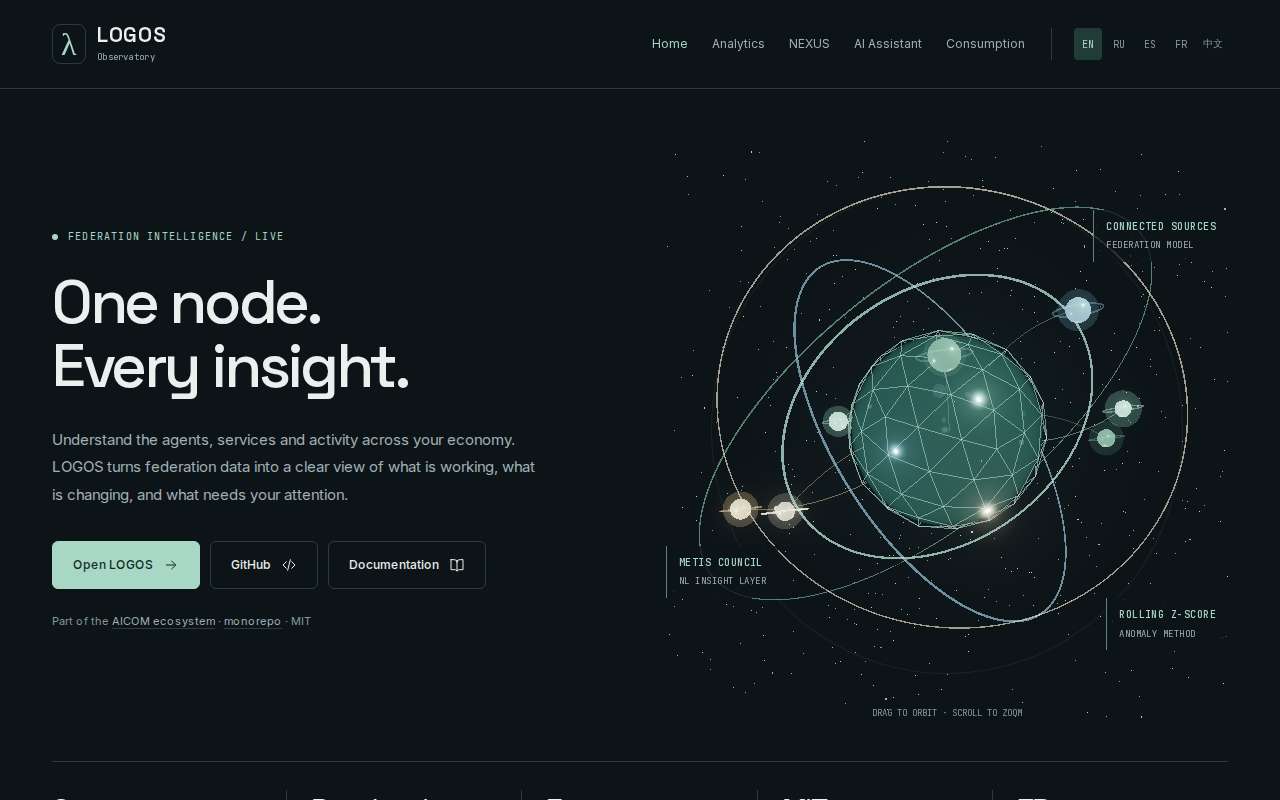 λ
LOGOS
Observatory
Home
Analytics
NEXUS
AI Assistant
Consumption
EN
RU
ES
FR
中文
FEDERATION INTELLIGENCE / LIVE
One node.
Every insight.
Understand the agents, services and activity across your economy.
LOGOS turns federation data into a clear view of what is working, what
is changing, and what needs your attention.
Open LOGOS →
GitHub </>
Documentation
Part of the AICOM ecosystem · monorepo · MIT
CONNECTED SOURCES
FEDERATION MODEL
METIS COUNCIL
NL INSIGHT LAYER
ROLLING Z-SCORE
ANOMALY METHOD
DRAG TO ORBIT · SCROLL TO ZOOM